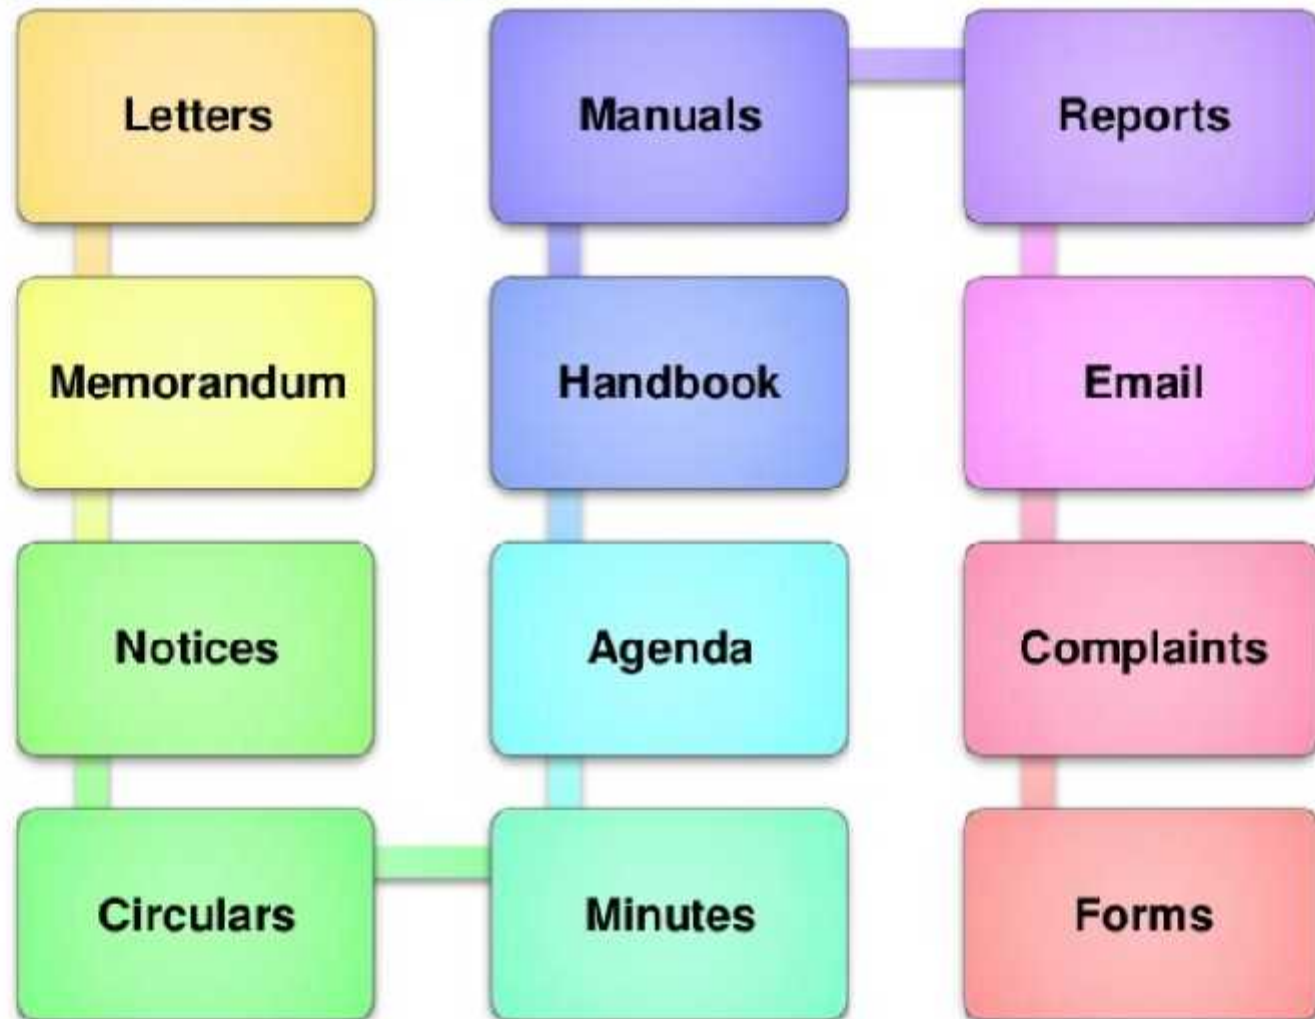 Letters
Memorandum
Notices
Circulars
Minutes
Agenda
Handbook
Manuals
Reports
Email
Complaints
Forms